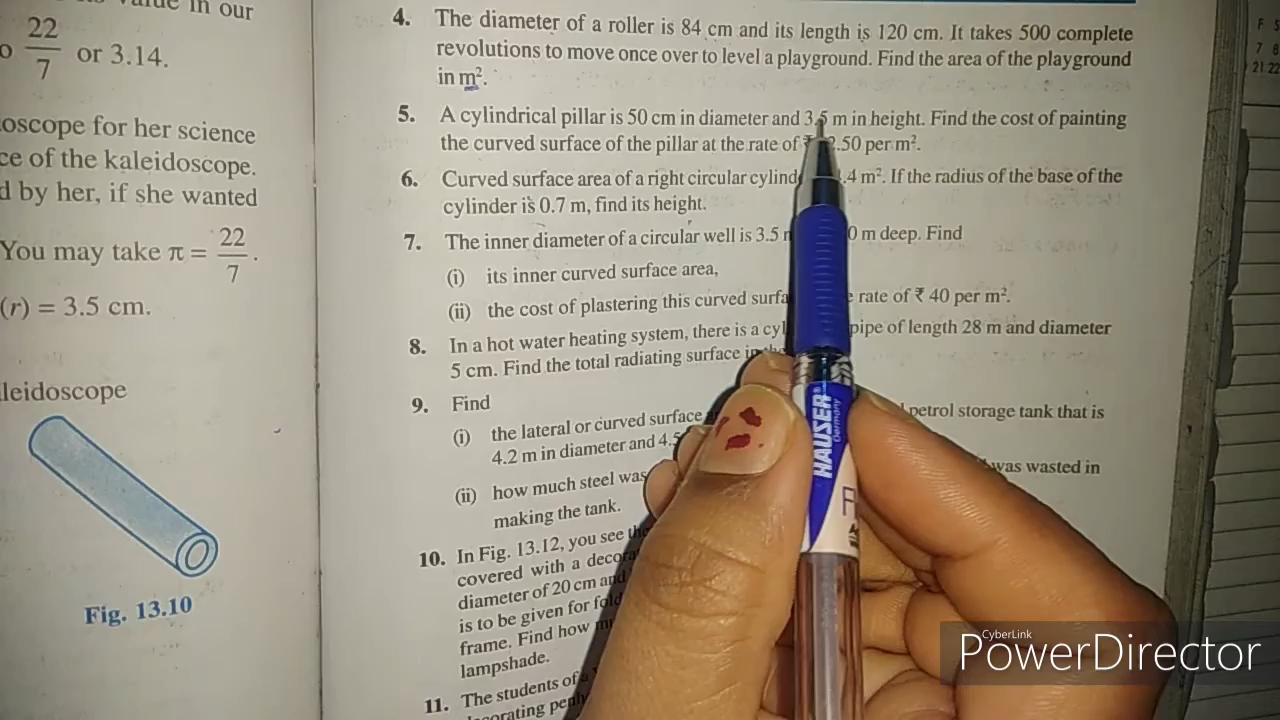 value in our
22
7
or 3.14.
oscope for her science
ce of the kaleidoscope.
d by her, if she wanted
You may take π = 22
7 .
(r) = 3.5 cm.
leidoscope
Fig. 13.10
4. The diameter of a roller is 84 cm and its length is 120 cm. It takes 500 complete
revolutions to move once over to level a playground. Find the area of the playground
in m².
5. A cylindrical pillar is 50 cm in diameter and 3.5 m in height. Find the cost of painting
the curved surface of the pillar at the rate of ₹ .50 per m².
6. Curved surface area of a right circular cylind .4 m². If the radius of the base of the
cylinder is 0.7 m, find its height.
7. The inner diameter of a circular well is 3.5 0 m deep. Find
(i) its inner curved surface area,
(ii) the cost of plastering this curved surfa rate of ₹ 40 per m².
8. In a hot water heating system, there is a cyl pipe of length 28 m and diameter
5 cm. Find the total radiating surface in the
9. Find
(i) the lateral or curved surface petrol storage tank that is
4.2 m in diameter and 4.5
(ii) how much steel was was wasted in
making the tank.
10. In Fig. 13.12, you see the
covered with a decora
diameter of 20 cm and
is to be given for fold
frame. Find how
lampshade.
11. The students of
HAUSER
Germany
CyberLink
PowerDirector
F S
7 8
21 22